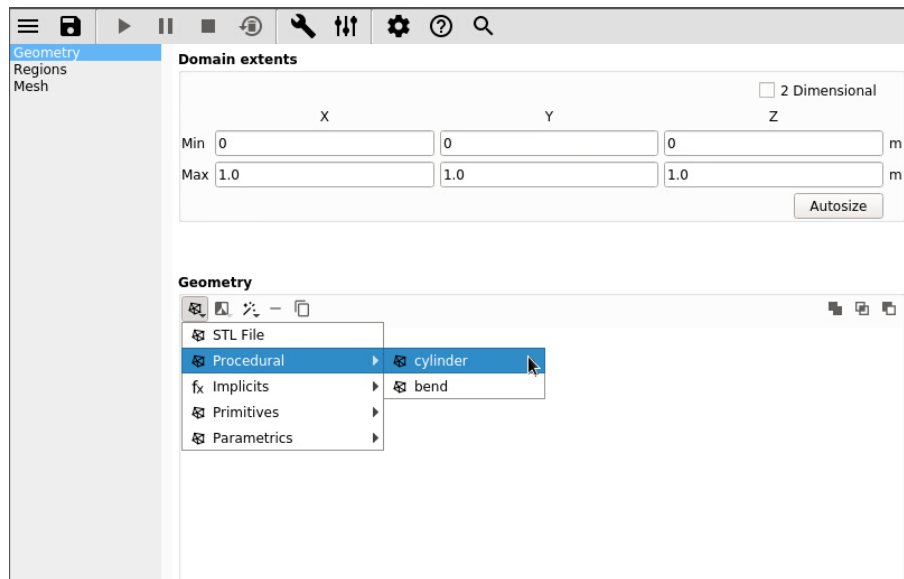 Geometry
Regions
Mesh
Domain extents
2 Dimensional
X Y Z
Min 0 0 0 m
Max 1.0 1.0 1.0 m
Autosize
Geometry
STL File
Procedural cylinder
fx Implicits bend
Primitives
Parametrics